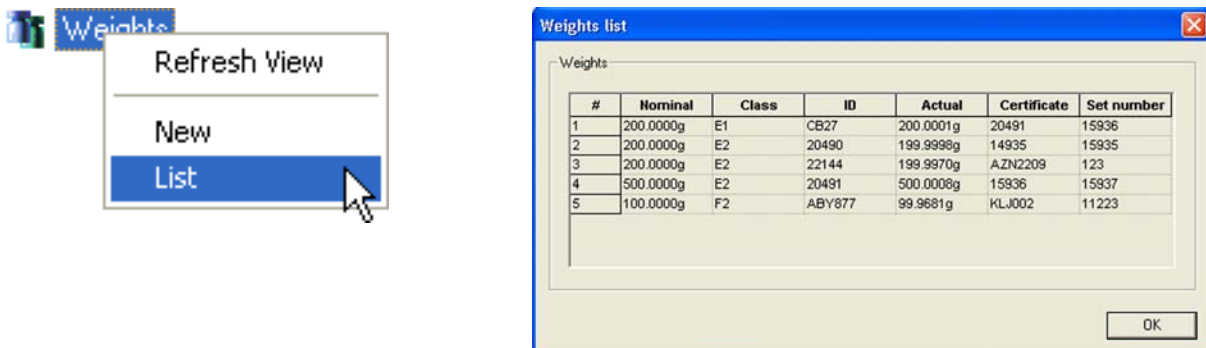 Weights
Refresh View
New
List
Weights list
Weights
# Nominal Class ID Actual Certificate Set number
1 200.0000g E1 CB27 200.0001g 20491 15936
2 200.0000g E2 20490 199.9998g 14935 15935
3 200.0000g E2 22144 199.9970g AZN2209 123
4 500.0000g E2 20491 500.0008g 15936 15937
5 100.0000g F2 ABY877 99.9681g KLJ002 11223
OK